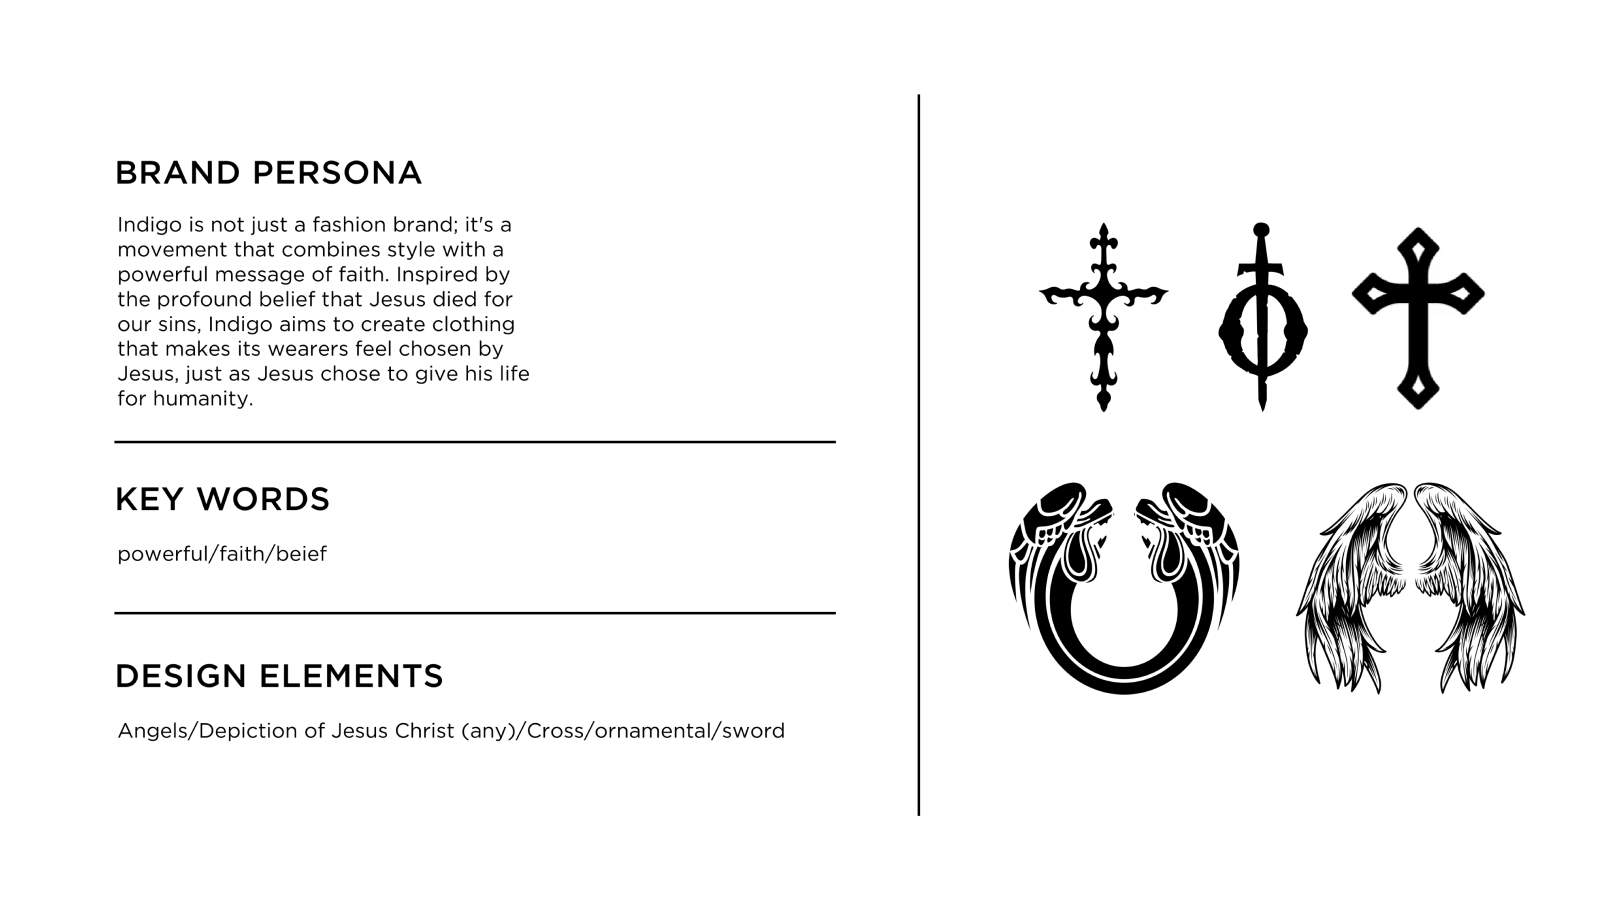 BRAND PERSONA
Indigo is not just a fashion brand; it's a
movement that combines style with a
powerful message of faith. Inspired by
the profound belief that Jesus died for
our sins, Indigo aims to create clothing
that makes its wearers feel chosen by
Jesus, just as Jesus chose to give his life
for humanity.
KEY WORDS
powerful/faith/beief
DESIGN ELEMENTS
Angels/Depiction of Jesus Christ (any)/Cross/ornamental/sword